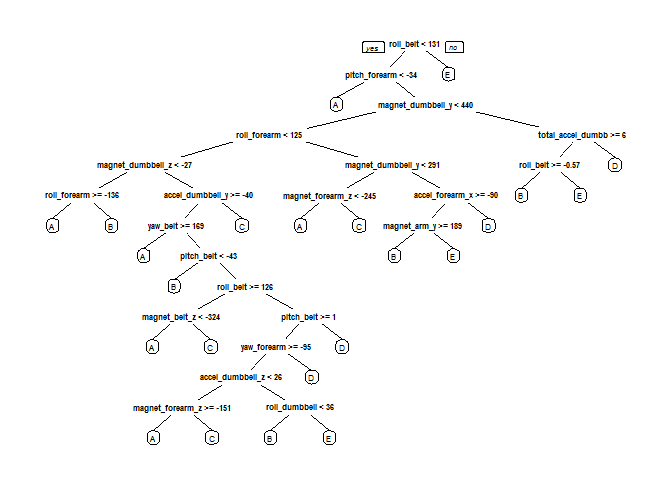 yes roll_belt < 131 no
pitch_forearm < -34 E
A magnet_dumbbell_y < 440
roll_forearm < 125 total_accel_dumbb >= 6
magnet_dumbbell_z < -27 magnet_dumbbell_y < 291 roll_belt >= -0.57 D
roll_forearm >= -136 accel_dumbbell_y >= -40 magnet_forearm_z < -245 accel_forearm_x >= -90 B E
A B yaw_belt >= 169 C A C magnet_arm_y >= 189 D
A pitch_belt < -43 B E
B roll_belt >= 126
magnet_belt_z < -324 pitch_belt >= 1
A C yaw_forearm >= -95 D
accel_dumbbell_z < 26 D
magnet_forearm_z >= -151 roll_dumbbell < 36
A C B E